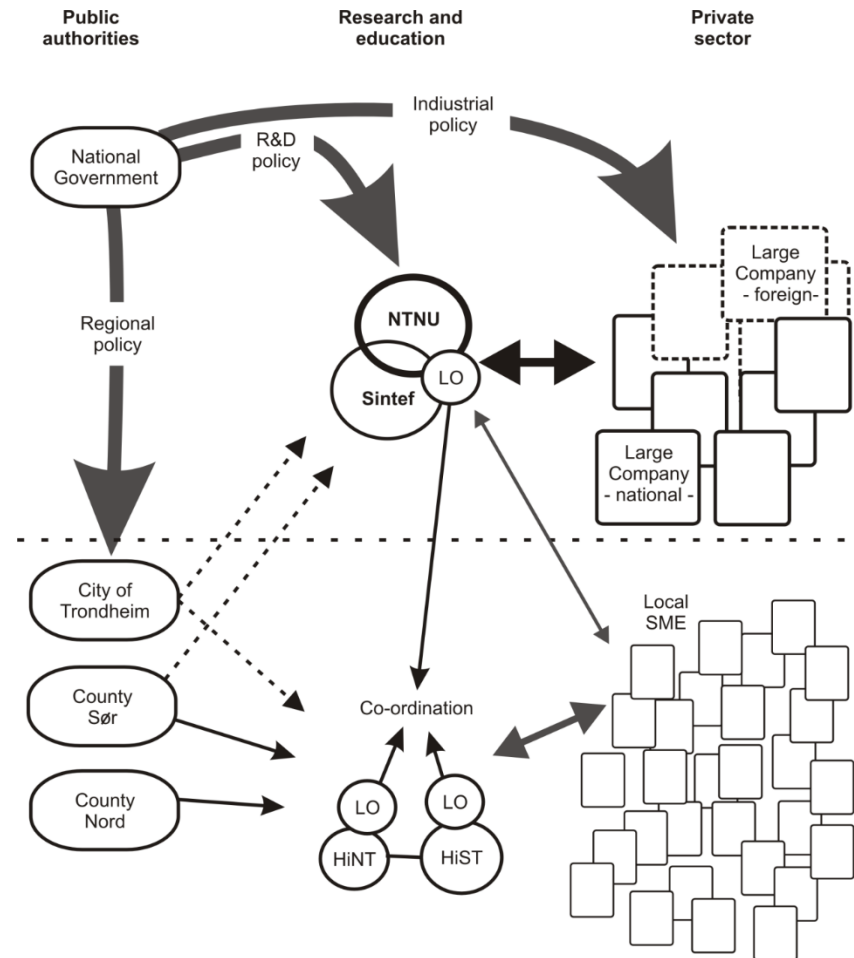 Public
authorities
Research and
education
Private
sector
Indiustrial
policy
R&D
policy
National
Government
Large
Company
- foreign-
NTNU
Regional
policy
LO
Sintef
Large
Company
- national -
City of
Trondheim
Local
SME
County
Sør
Co-ordination
County
Nord
LO
LO
HiNT
HiST